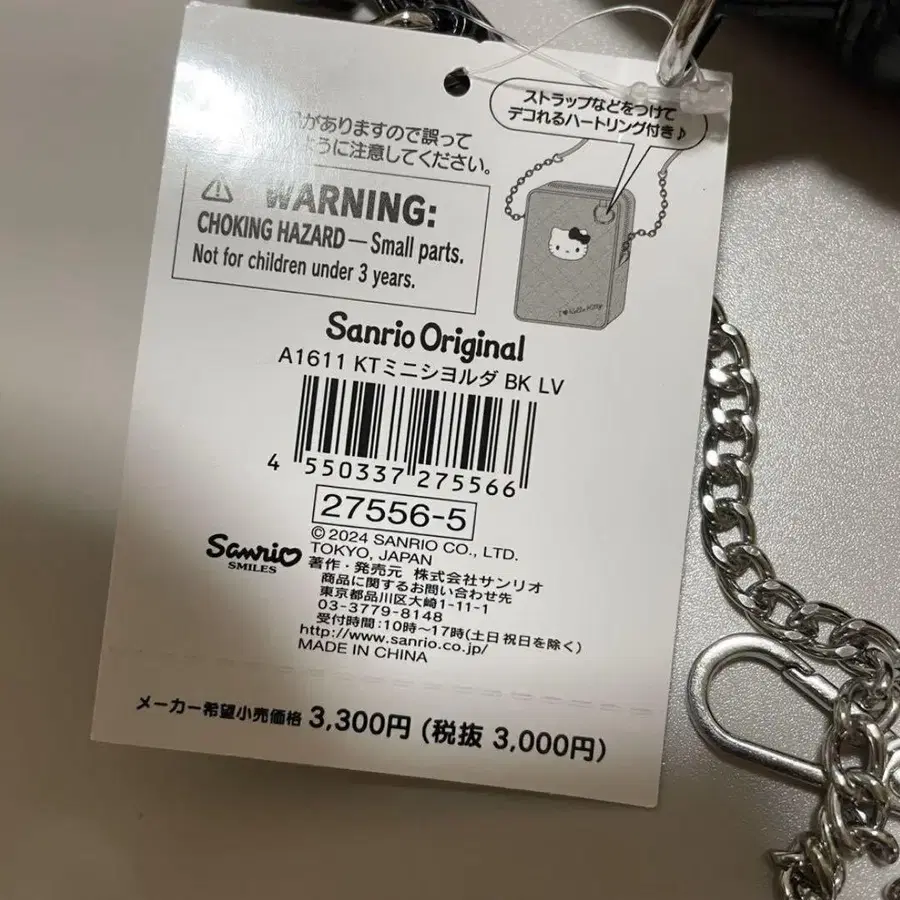 ストラップなどをつけて
デコれるハートリング付き♪
がありますので誤って
ように注意してください。
WARNING:
CHOKING HAZARD — Small parts.
Not for children under 3 years.
I ♥ Hello Kitty
Sanrio Original
A1611 KTミニシヨルダ BK LV
4 550337 275566
27556-5
© 2024 SANRIO CO., LTD.
TOKYO, JAPAN
Sanrio
SMILES
著作・発売元 株式会社サンリオ
商品に関するお問い合わせ先
東京都品川区大崎1-11-1
03-3779-8148
受付時間:10時〜17時(土日祝日を除く)
http://www.sanrio.co.jp/
MADE IN CHINA
メーカー希望小売価格 3,300円 (税抜 3,000円)